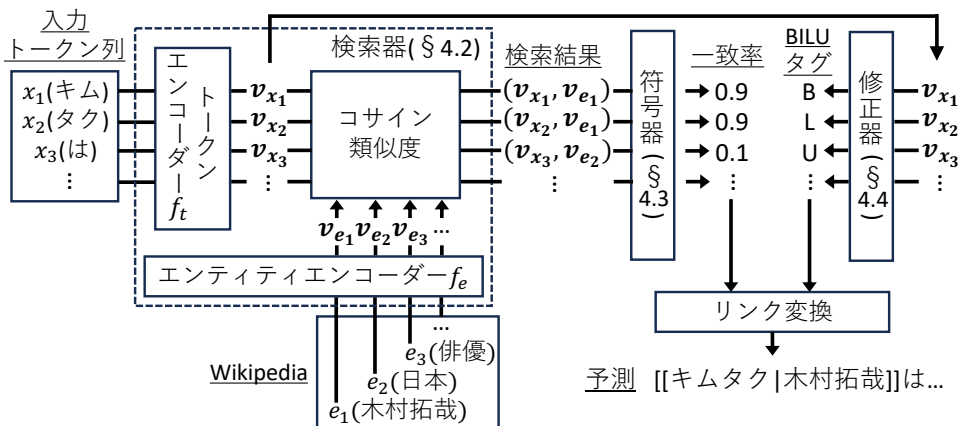 入力
トークン列
x1(キム)
x2(タク)
x3(は)
⋮
エンコーダーft
トークン
検索器(§4.2)
vx1
vx2
vx3
⋮
コサイン
類似度
ve1 ve2 ve3 …
エンティティエンコーダーfe
Wikipedia
…
e3(俳優)
e2(日本)
e1(木村拓哉)
検索結果
(vx1, ve1)
(vx2, ve1)
(vx3, ve2)
⋮
符号器(§4.3)
一致率
0.9
0.9
0.1
⋮
BILU
タグ
B
L
U
⋮
修正器(§4.4)
vx1
vx2
vx3
⋮
リンク変換
予測 [[キムタク|木村拓哉]]は…